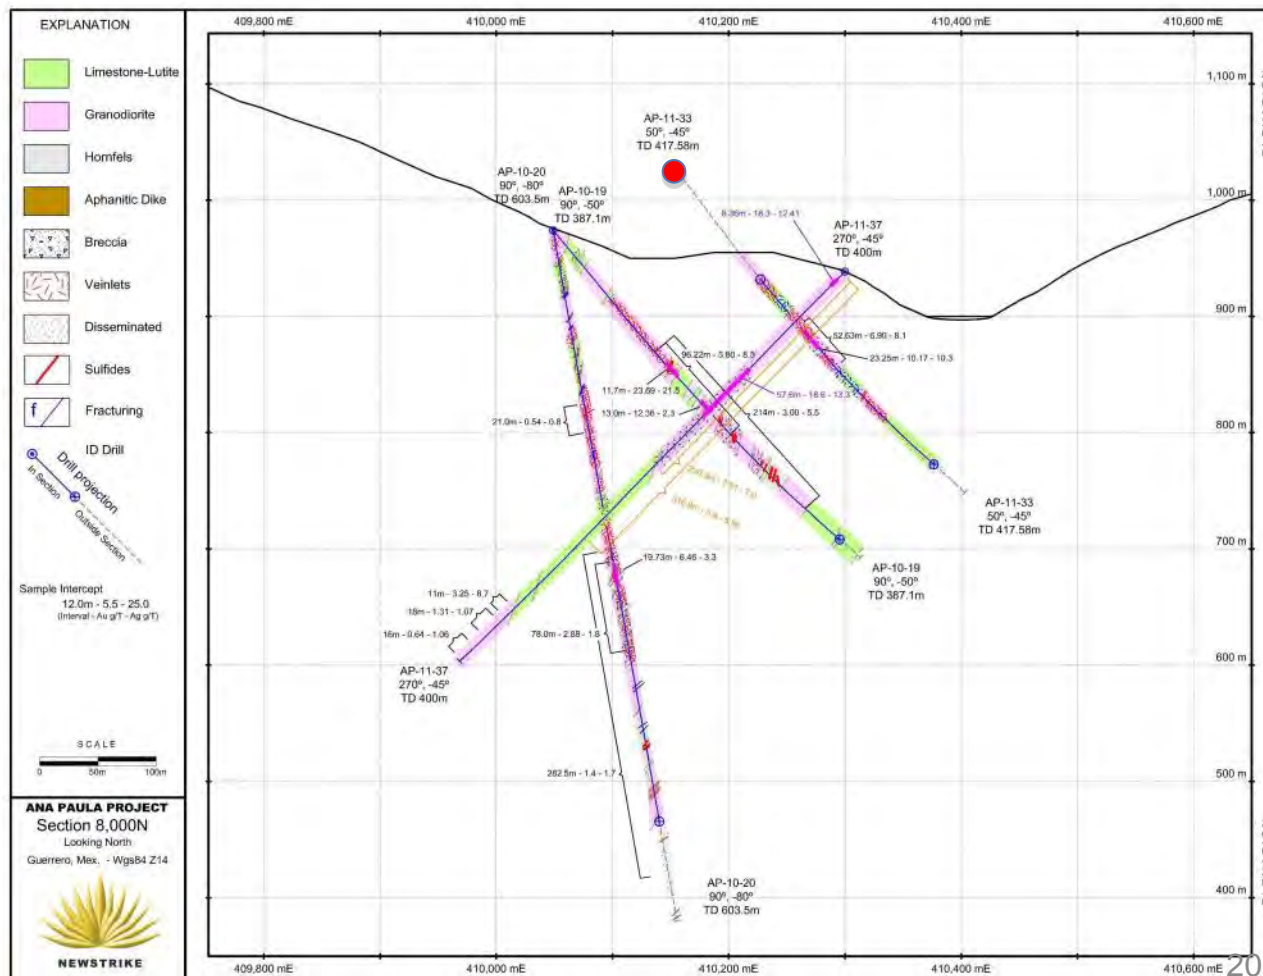 EXPLANATION
Limestone-Lutite
Granodiorite
Hornfels
Aphanitic Dike
Breccia
Veinlets
Disseminated
Sulfides
f
Fracturing
ID Drill
Drill projection
In Section
Outside Section
Sample Intercept
12.0m - 5.5 - 25.0
(Interval - Au g/T - Ag g/T)
SCALE
0 50m 100m
ANA PAULA PROJECT
Section 8,000N
Looking North
Guerrero, Mex. - Wgs84 Z14
NEWSTRIKE
409,800 mE
410,000 mE
410,200 mE
410,400 mE
410,600 mE
1,100 m
1,000 m
900 m
800 m
700 m
600 m
500 m
400 m
AP-11-33
50º, -45º
TD 417.58m
AP-10-20
90º, -80º
TD 603.5m
AP-10-19
90º, -50º
TD 387.1m
AP-11-37
270º, -45º
TD 400m
8.36m - 18.3 - 12.41
52.63m - 6.90 - 8.1
23.25m - 10.17 - 10.3
96.22m - 5.80 - 8.3
11.7m - 23.89 - 21.5
57.6m - 18.6 - 13.3
13.0m - 12.36 - 2.3
214m - 3.00 - 5.5
21.0m - 0.54 - 0.8
19.73m - 6.46 - 3.3
11m - 3.25 - 8.7
18m - 1.31 - 1.07
16m - 0.64 - 1.06
78.0m - 2.88 - 1.8
262.5m - 1.4 - 1.7
AP-11-33
50º, -45º
TD 417.58m
AP-10-19
90º, -50º
TD 387.1m
AP-11-37
270º, -45º
TD 400m
AP-10-20
90º, -80º
TD 603.5m
409,800 mE
410,000 mE
410,200 mE
410,400 mE
410,600 mE
20